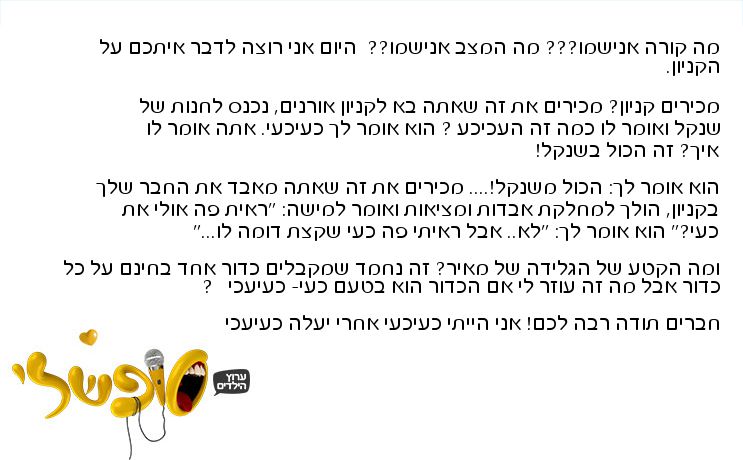 מה קורה אנישמו??? מה המצב אנישמו??  היום אני רוצה לדבר איתכם על
הקניון.
מכירים קניון? מכירים את זה שאתה בא לקניון אורנים, נכנס לחנות של
שנקל ואומר לו כמה זה העכיכע ? הוא אומר לך כעיכעי. אתה אומר לו
איך? זה הכול בשנקל!
הוא אומר לך: הכול משנקל!.... מכירים את זה שאתה מאבד את החבר שלך
בקניון, הולך למחלקת אבדות ומציאות ואומר למישה: "ראית פה אולי את
כעי?" הוא אומר לך: "לא.. אבל ראיתי פה כעי שקצת דומה לו..."
ומה הקטע של הגלידה של מאיר? זה נחמד שמקבלים כדור אחד בחינם על כל
כדור אבל מה זה עוזר לי אם הכדור הוא בטעם כעי- כעיעכי   ?
חברים תודה רבה לכם! אני הייתי כעיכעי אחרי יעלה כעיעכי
סופשלי
ערוץ
הילדים